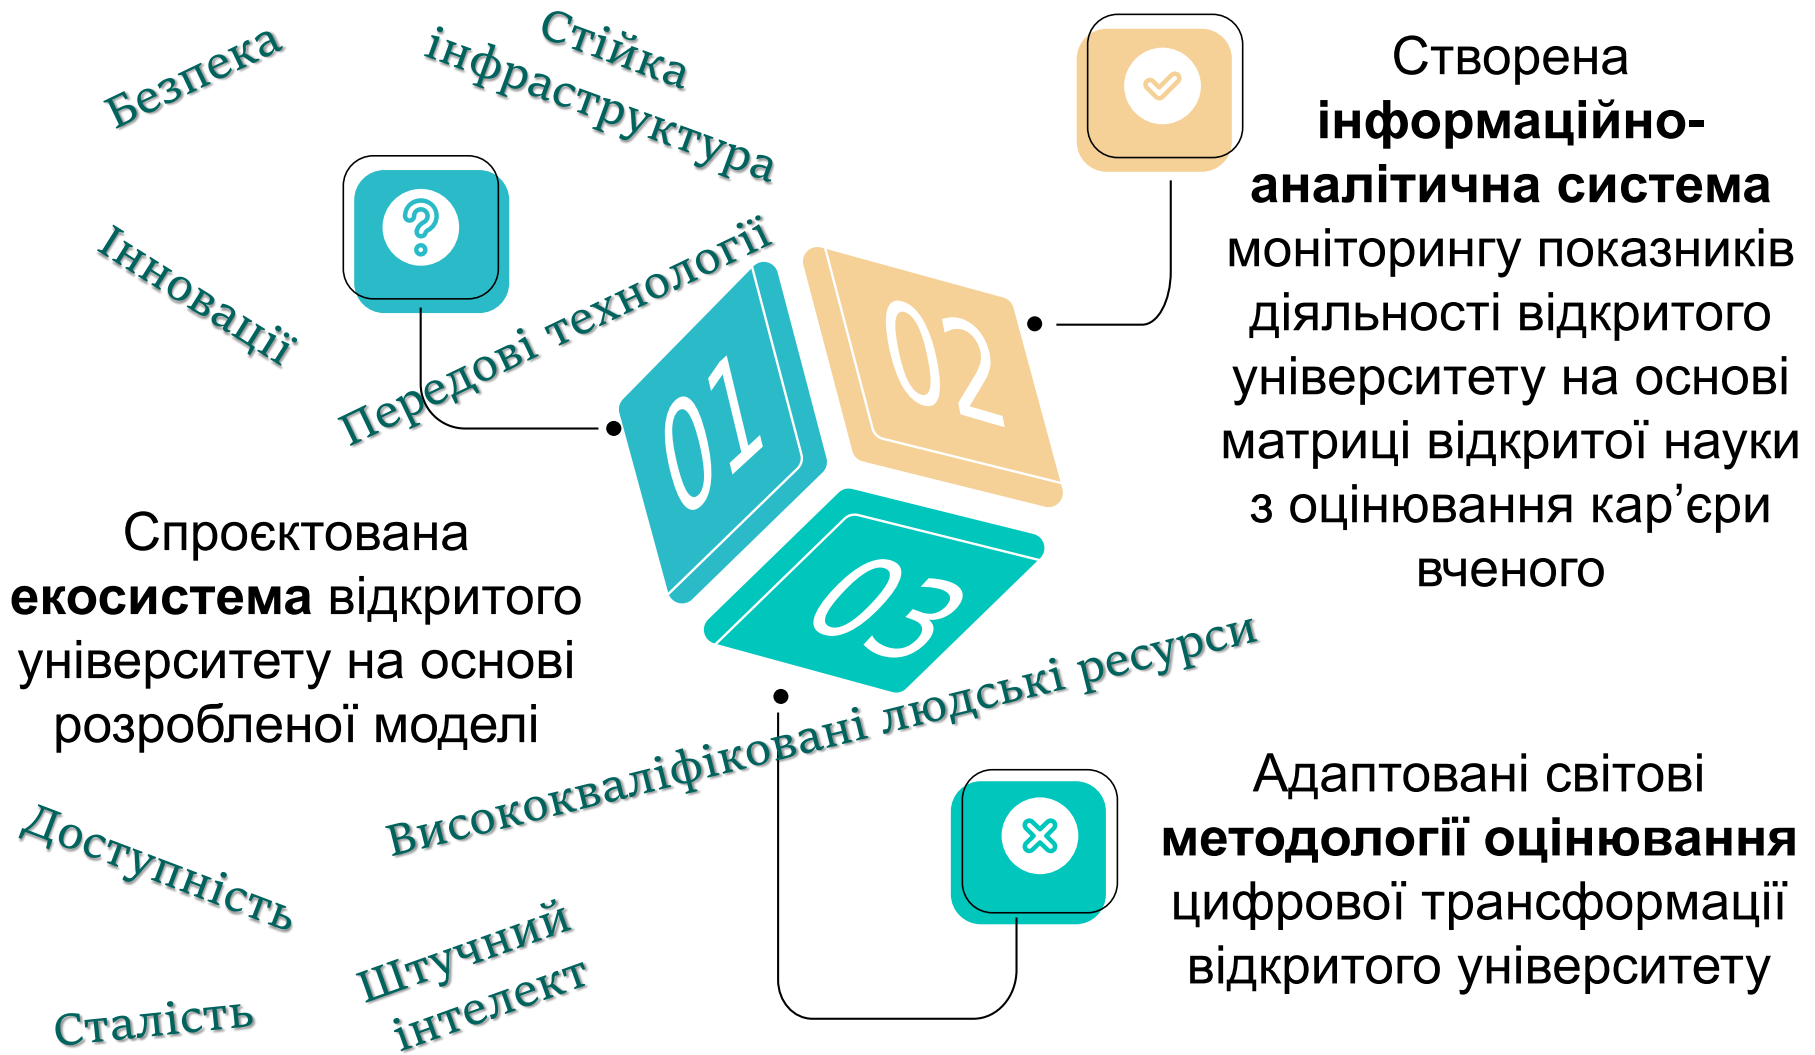 Безпека
Стійка
інфраструктура
Інновації
Передові технології
01
02
03
Створена
інформаційно-
аналітична система
моніторингу показників
діяльності відкритого
університету на основі
матриці відкритої науки
з оцінювання кар’єри
вченого
Спроєктована
екосистема відкритого
університету на основі
розробленої моделі
Висококваліфіковані людські ресурси
Адаптовані світові
методології оцінювання
цифрової трансформації
відкритого університету
Доступність
Штучний
інтелект
Сталість